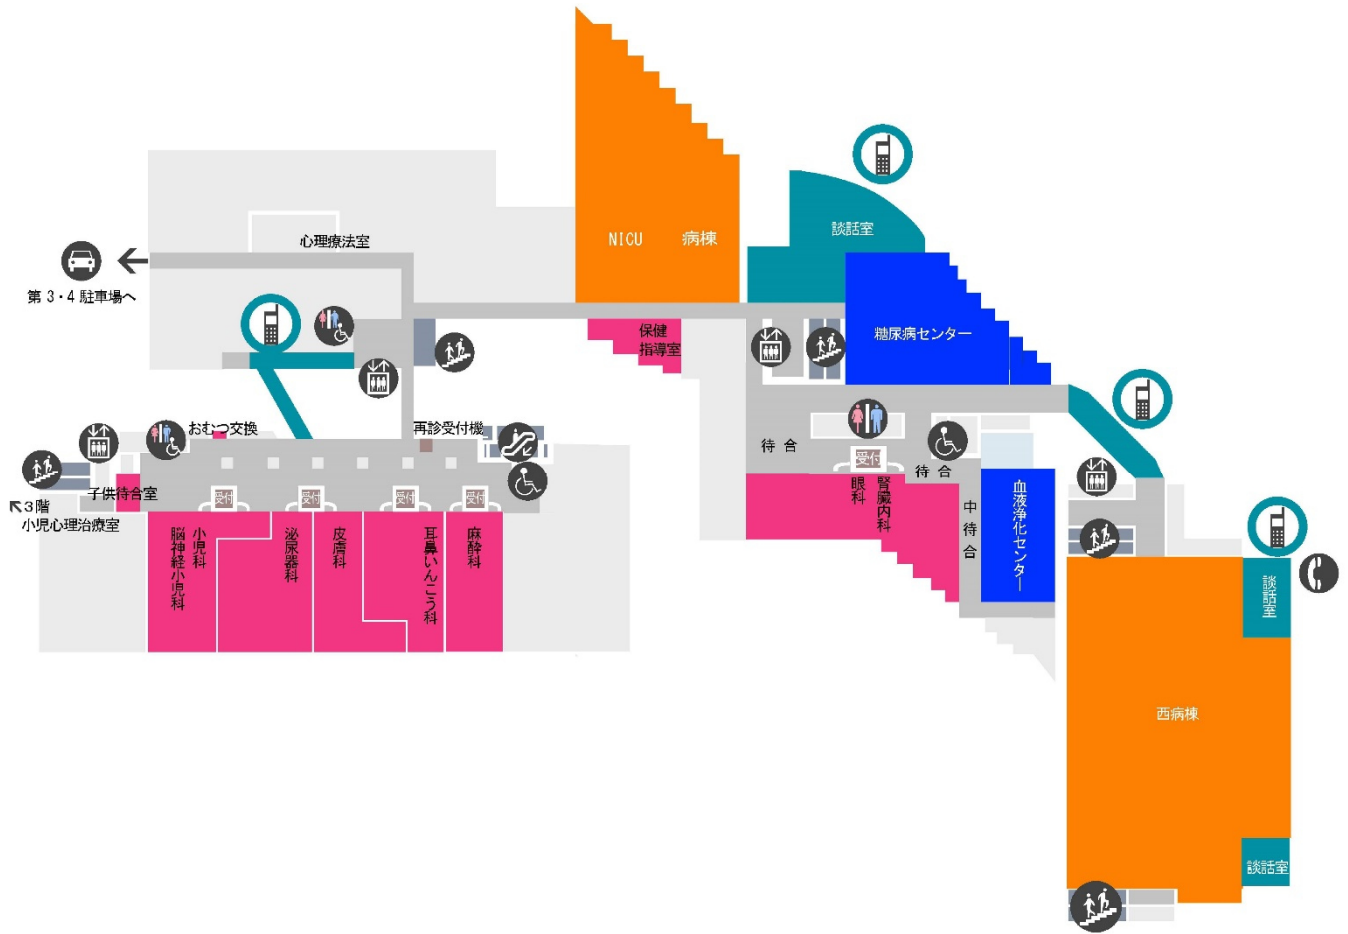 談話室
NICU 病棟
心理療法室
第 3・4 駐車場へ
保健
指導室
糖尿病センター
おむつ交換
再診受付機
待 合
受付
待 合
眼科
腎臓内科
中待合
血液浄化センター
子供待合室
↖3階
小児心理治療室
受付
受付
受付
受付
脳神経小児科
小児科
泌尿器科
皮膚科
耳鼻いんこう科
麻酔科
談話室
西病棟
談話室